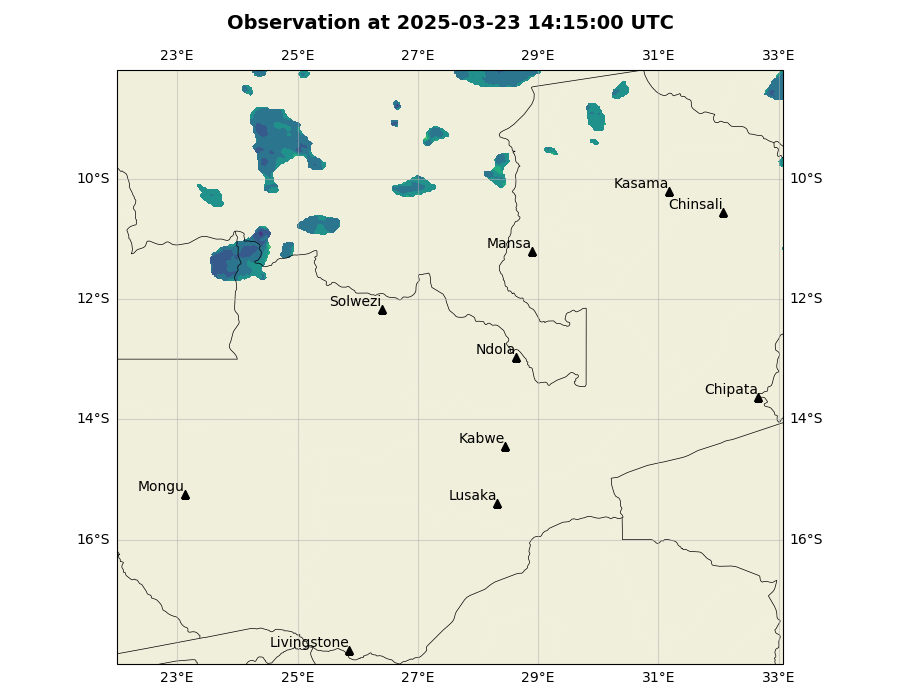 Observation at 2025-03-23 14:15:00 UTC
23°E 25°E 27°E 29°E 31°E 33°E
10°S 10°S
Kasama
Chinsali
Mansa
12°S 12°S
Solwezi
Ndola
Chipata
14°S 14°S
Kabwe
Mongu
Lusaka
16°S 16°S
Livingstone
23°E 25°E 27°E 29°E 31°E 33°E